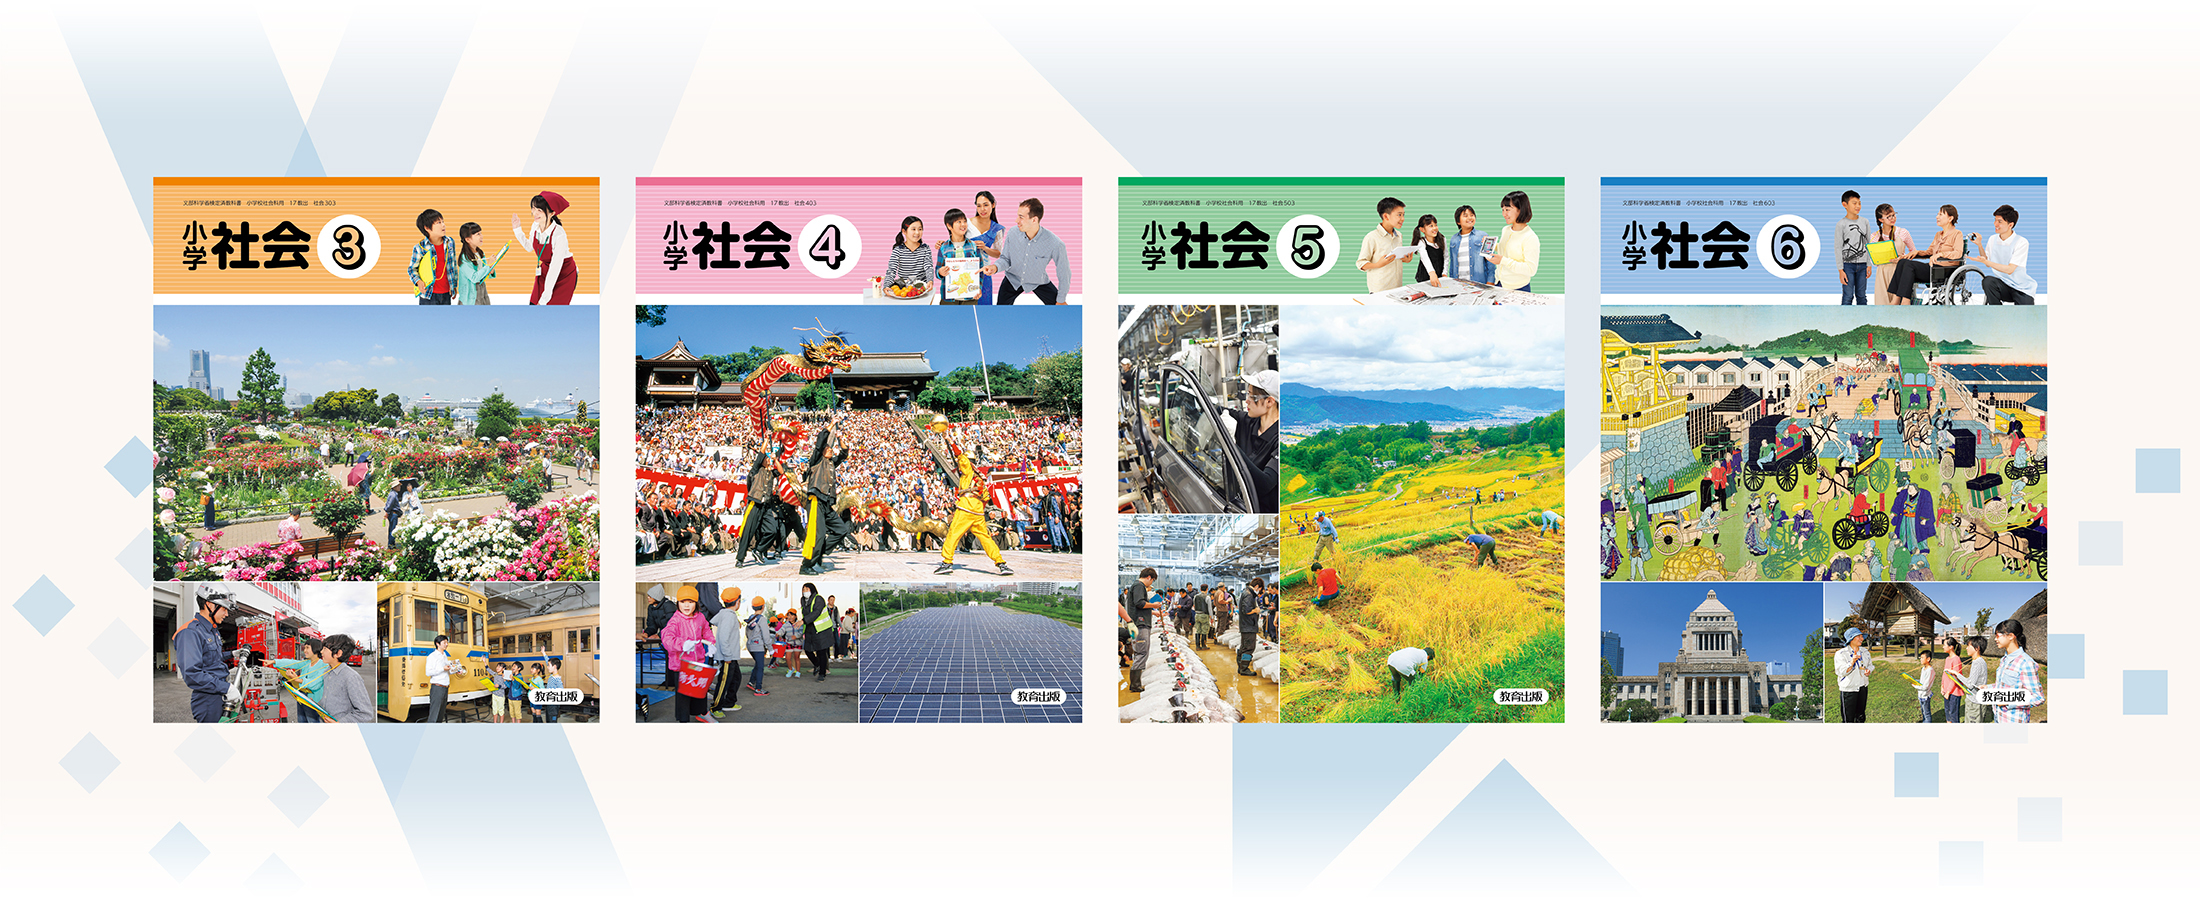 文部科学省検定済教科書 小学校社会科用 17教出 社会303
小学 社会 3
教育出版
文部科学省検定済教科書 小学校社会科用 17教出 社会403
小学 社会 4
教育出版
文部科学省検定済教科書 小学校社会科用 17教出 社会503
小学 社会 5
教育出版
文部科学省検定済教科書 小学校社会科用 17教出 社会603
小学 社会 6
教育出版